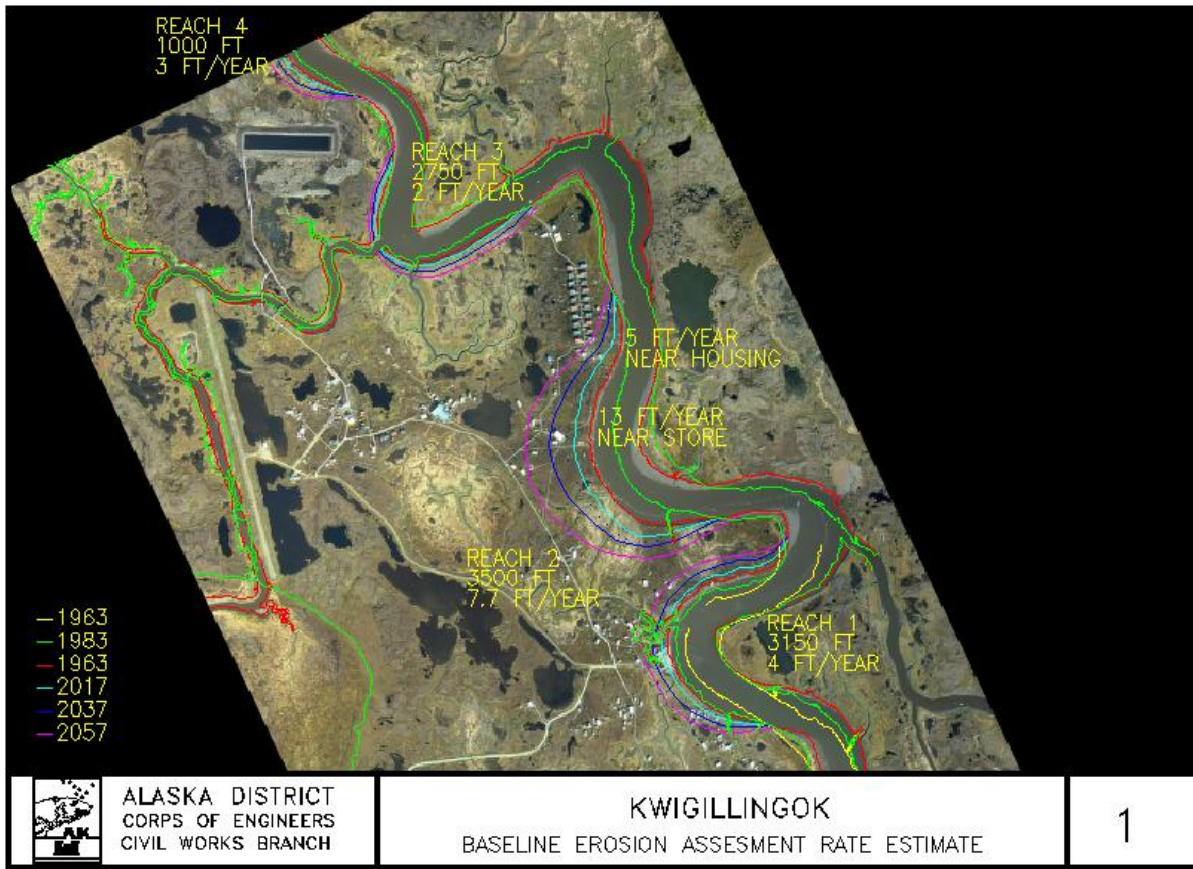 REACH 4
1000 FT
3 FT/YEAR
REACH 3
2750 FT
2 FT/YEAR
5 FT/YEAR
NEAR HOUSING
13 FT/YEAR
NEAR STORE
REACH 2
3500 FT
7.7 FT/YEAR
REACH 1
3150 FT
4 FT/YEAR
1963
1983
1963
2017
2037
2057
AK
ALASKA DISTRICT
CORPS OF ENGINEERS
CIVIL WORKS BRANCH
KWIGILLINGOK
BASELINE EROSION ASSESMENT RATE ESTIMATE
1